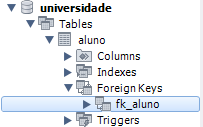 universidade
Tables
aluno
Columns
Indexes
Foreign Keys
fk_aluno
Triggers